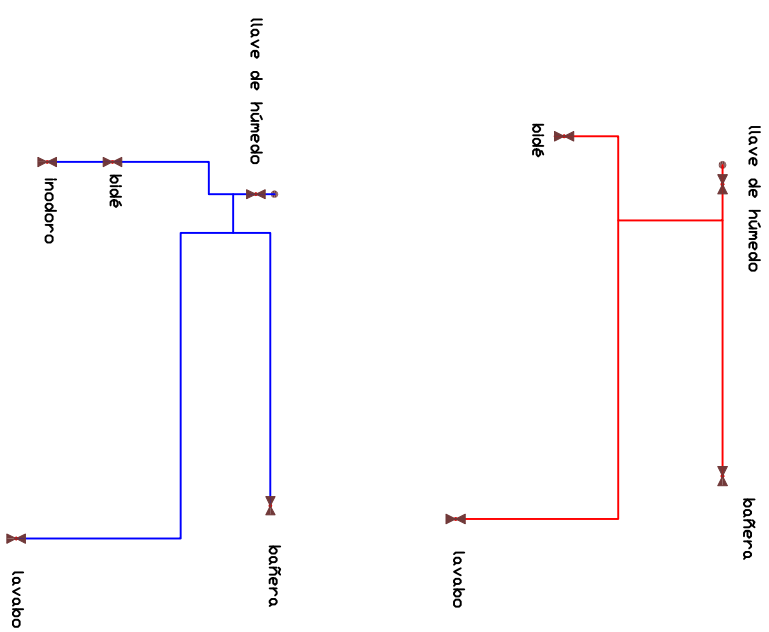 llave de húmedo
inodoro
bidé
bañera
lavabo
llave de húmedo
bidé
bañera
lavabo